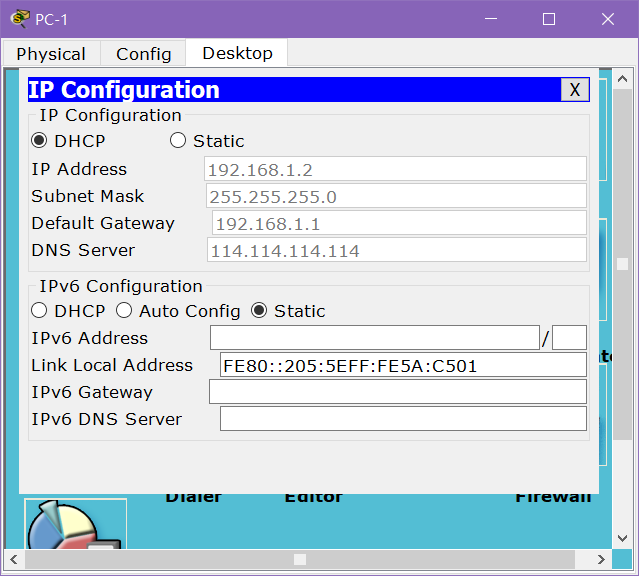 PC-1
Physical Config Desktop
IP Configuration X
IP Configuration
DHCP Static
IP Address 192.168.1.2
Subnet Mask 255.255.255.0
Default Gateway 192.168.1.1
DNS Server 114.114.114.114
IPv6 Configuration
DHCP Auto Config Static
IPv6 Address /
Link Local Address FE80::205:5EFF:FE5A:C501
IPv6 Gateway
IPv6 DNS Server
Dialer Editor Firewall